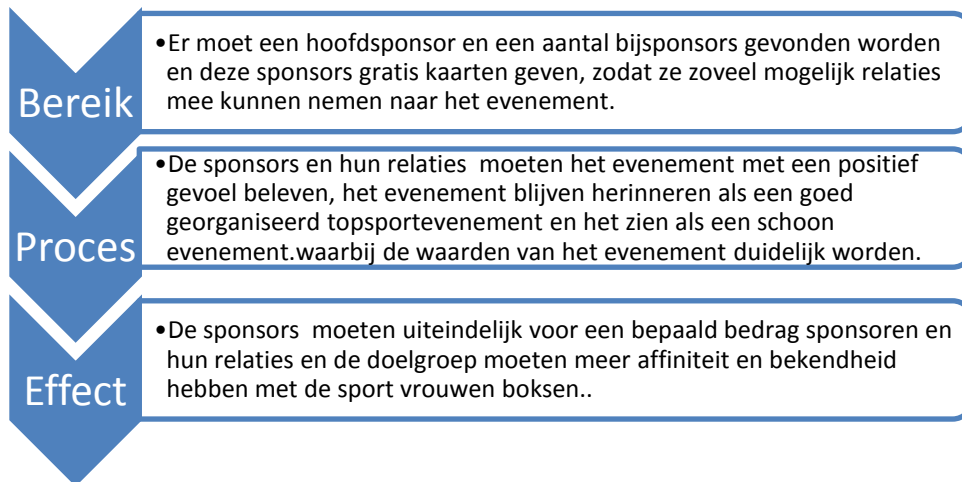 Bereik
•Er moet een hoofdsponsor en een aantal bijsponsors gevonden worden
en deze sponsors gratis kaarten geven, zodat ze zoveel mogelijk relaties
mee kunnen nemen naar het evenement.
Proces
•De sponsors en hun relaties  moeten het evenement met een positief
gevoel beleven, het evenement blijven herinneren als een goed
georganiseerd topsportevenement en het zien als een schoon
evenement.waarbij de waarden van het evenement duidelijk worden.
Effect
•De sponsors  moeten uiteindelijk voor een bepaald bedrag sponsoren en
hun relaties en de doelgroep moeten meer affiniteit en bekendheid
hebben met de sport vrouwen boksen..